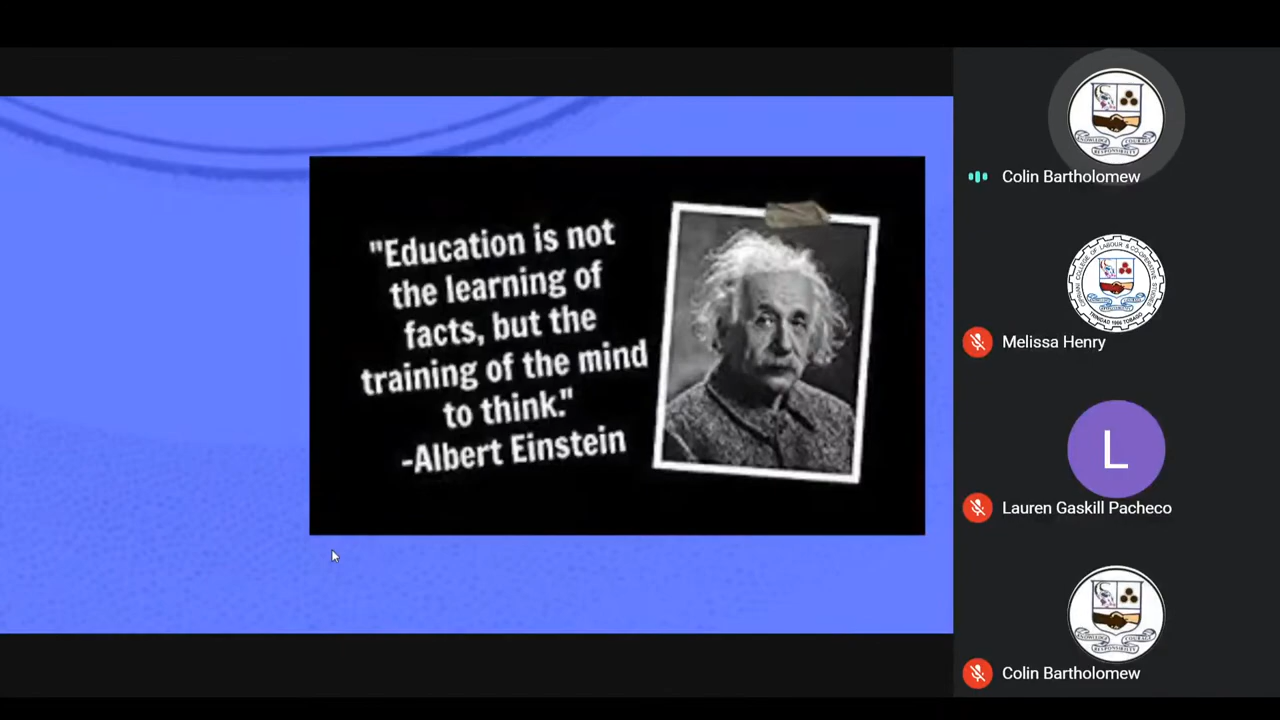 "Education is not
the learning of
facts, but the
training of the mind
to think."
-Albert Einstein
Colin Bartholomew
Melissa Henry
L
Lauren Gaskill Pacheco
Colin Bartholomew